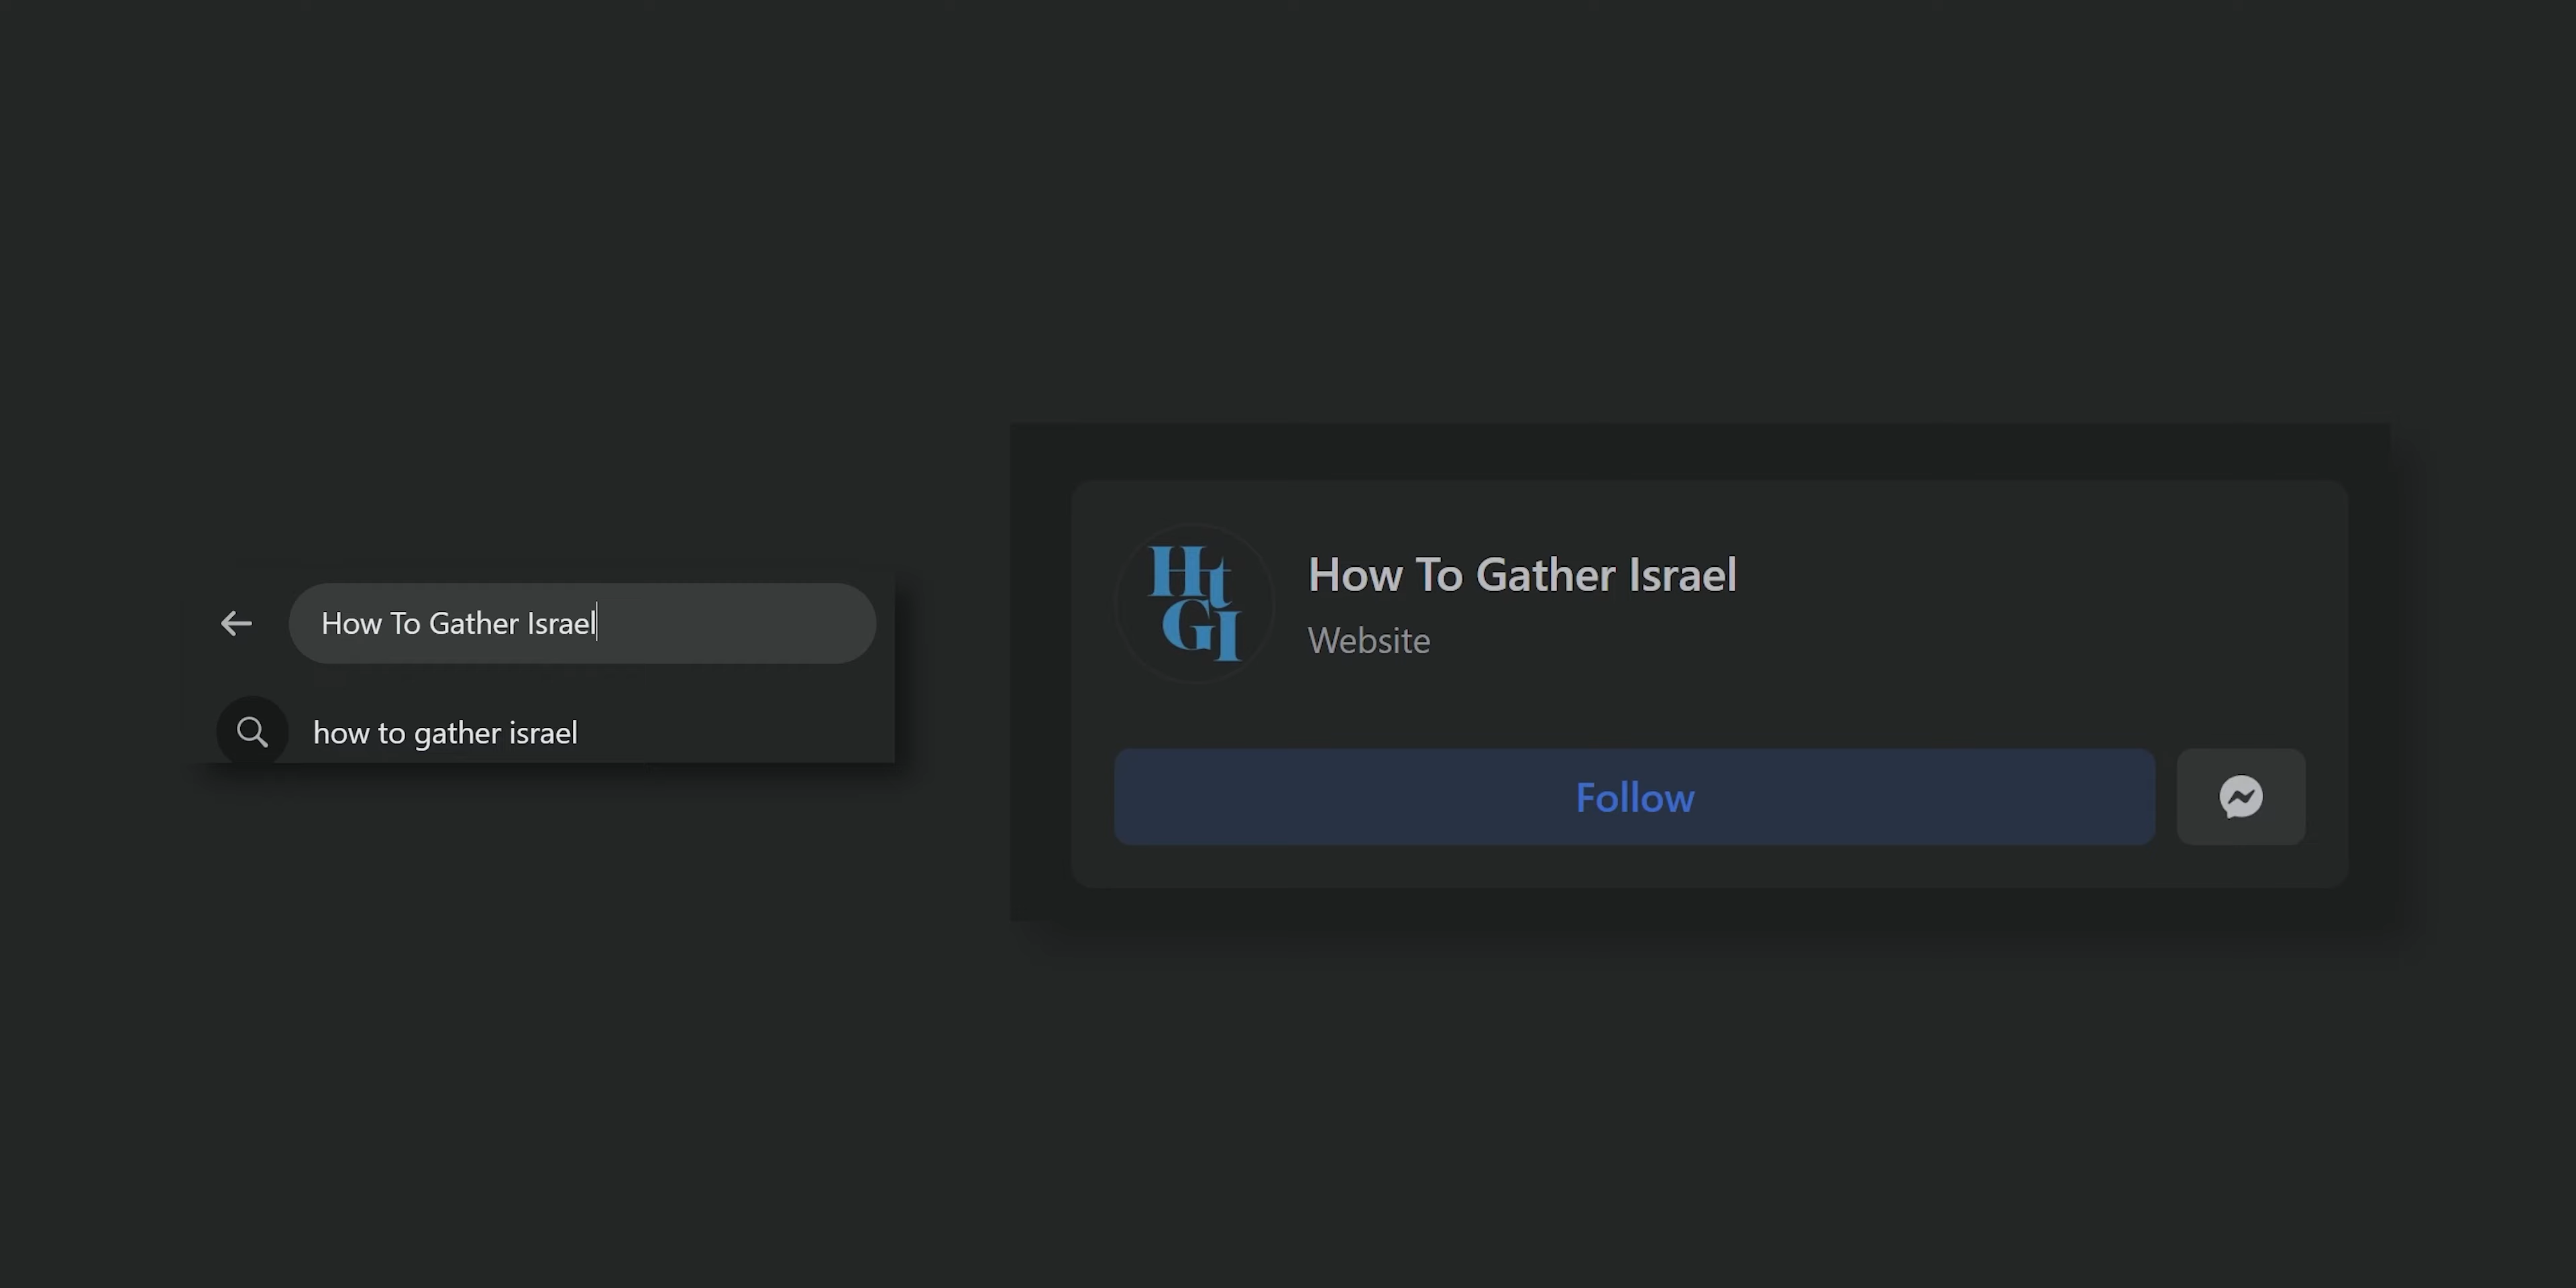 How To Gather Israel
how to gather israel
HtGI
How To Gather Israel
Website
Follow